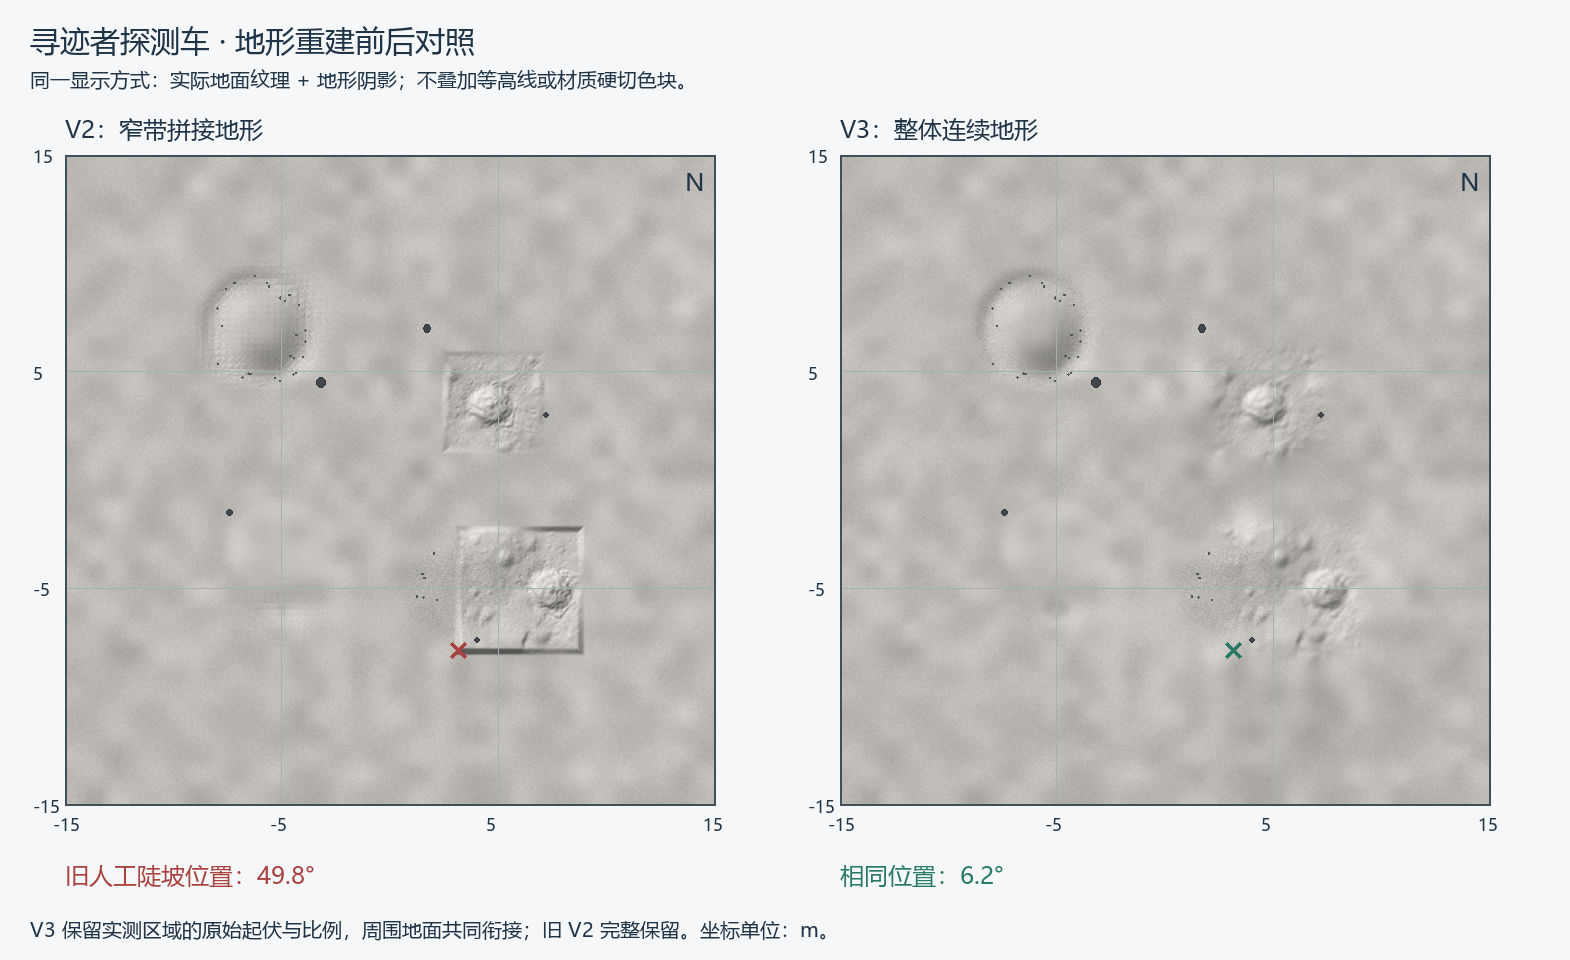 寻迹者探测车 · 地形重建前后对照
同一显示方式：实际地面纹理 + 地形阴影；不叠加等高线或材质硬切色块。
V2：窄带拼接地形
15
N
5
-5
-15
-15
-5
5
15
旧人工陡坡位置：49.8°
V3：整体连续地形
15
N
5
-5
-15
-15
-5
5
15
相同位置：6.2°
V3 保留实测区域的原始起伏与比例，周围地面共同衔接；旧 V2 完整保留。坐标单位：m。